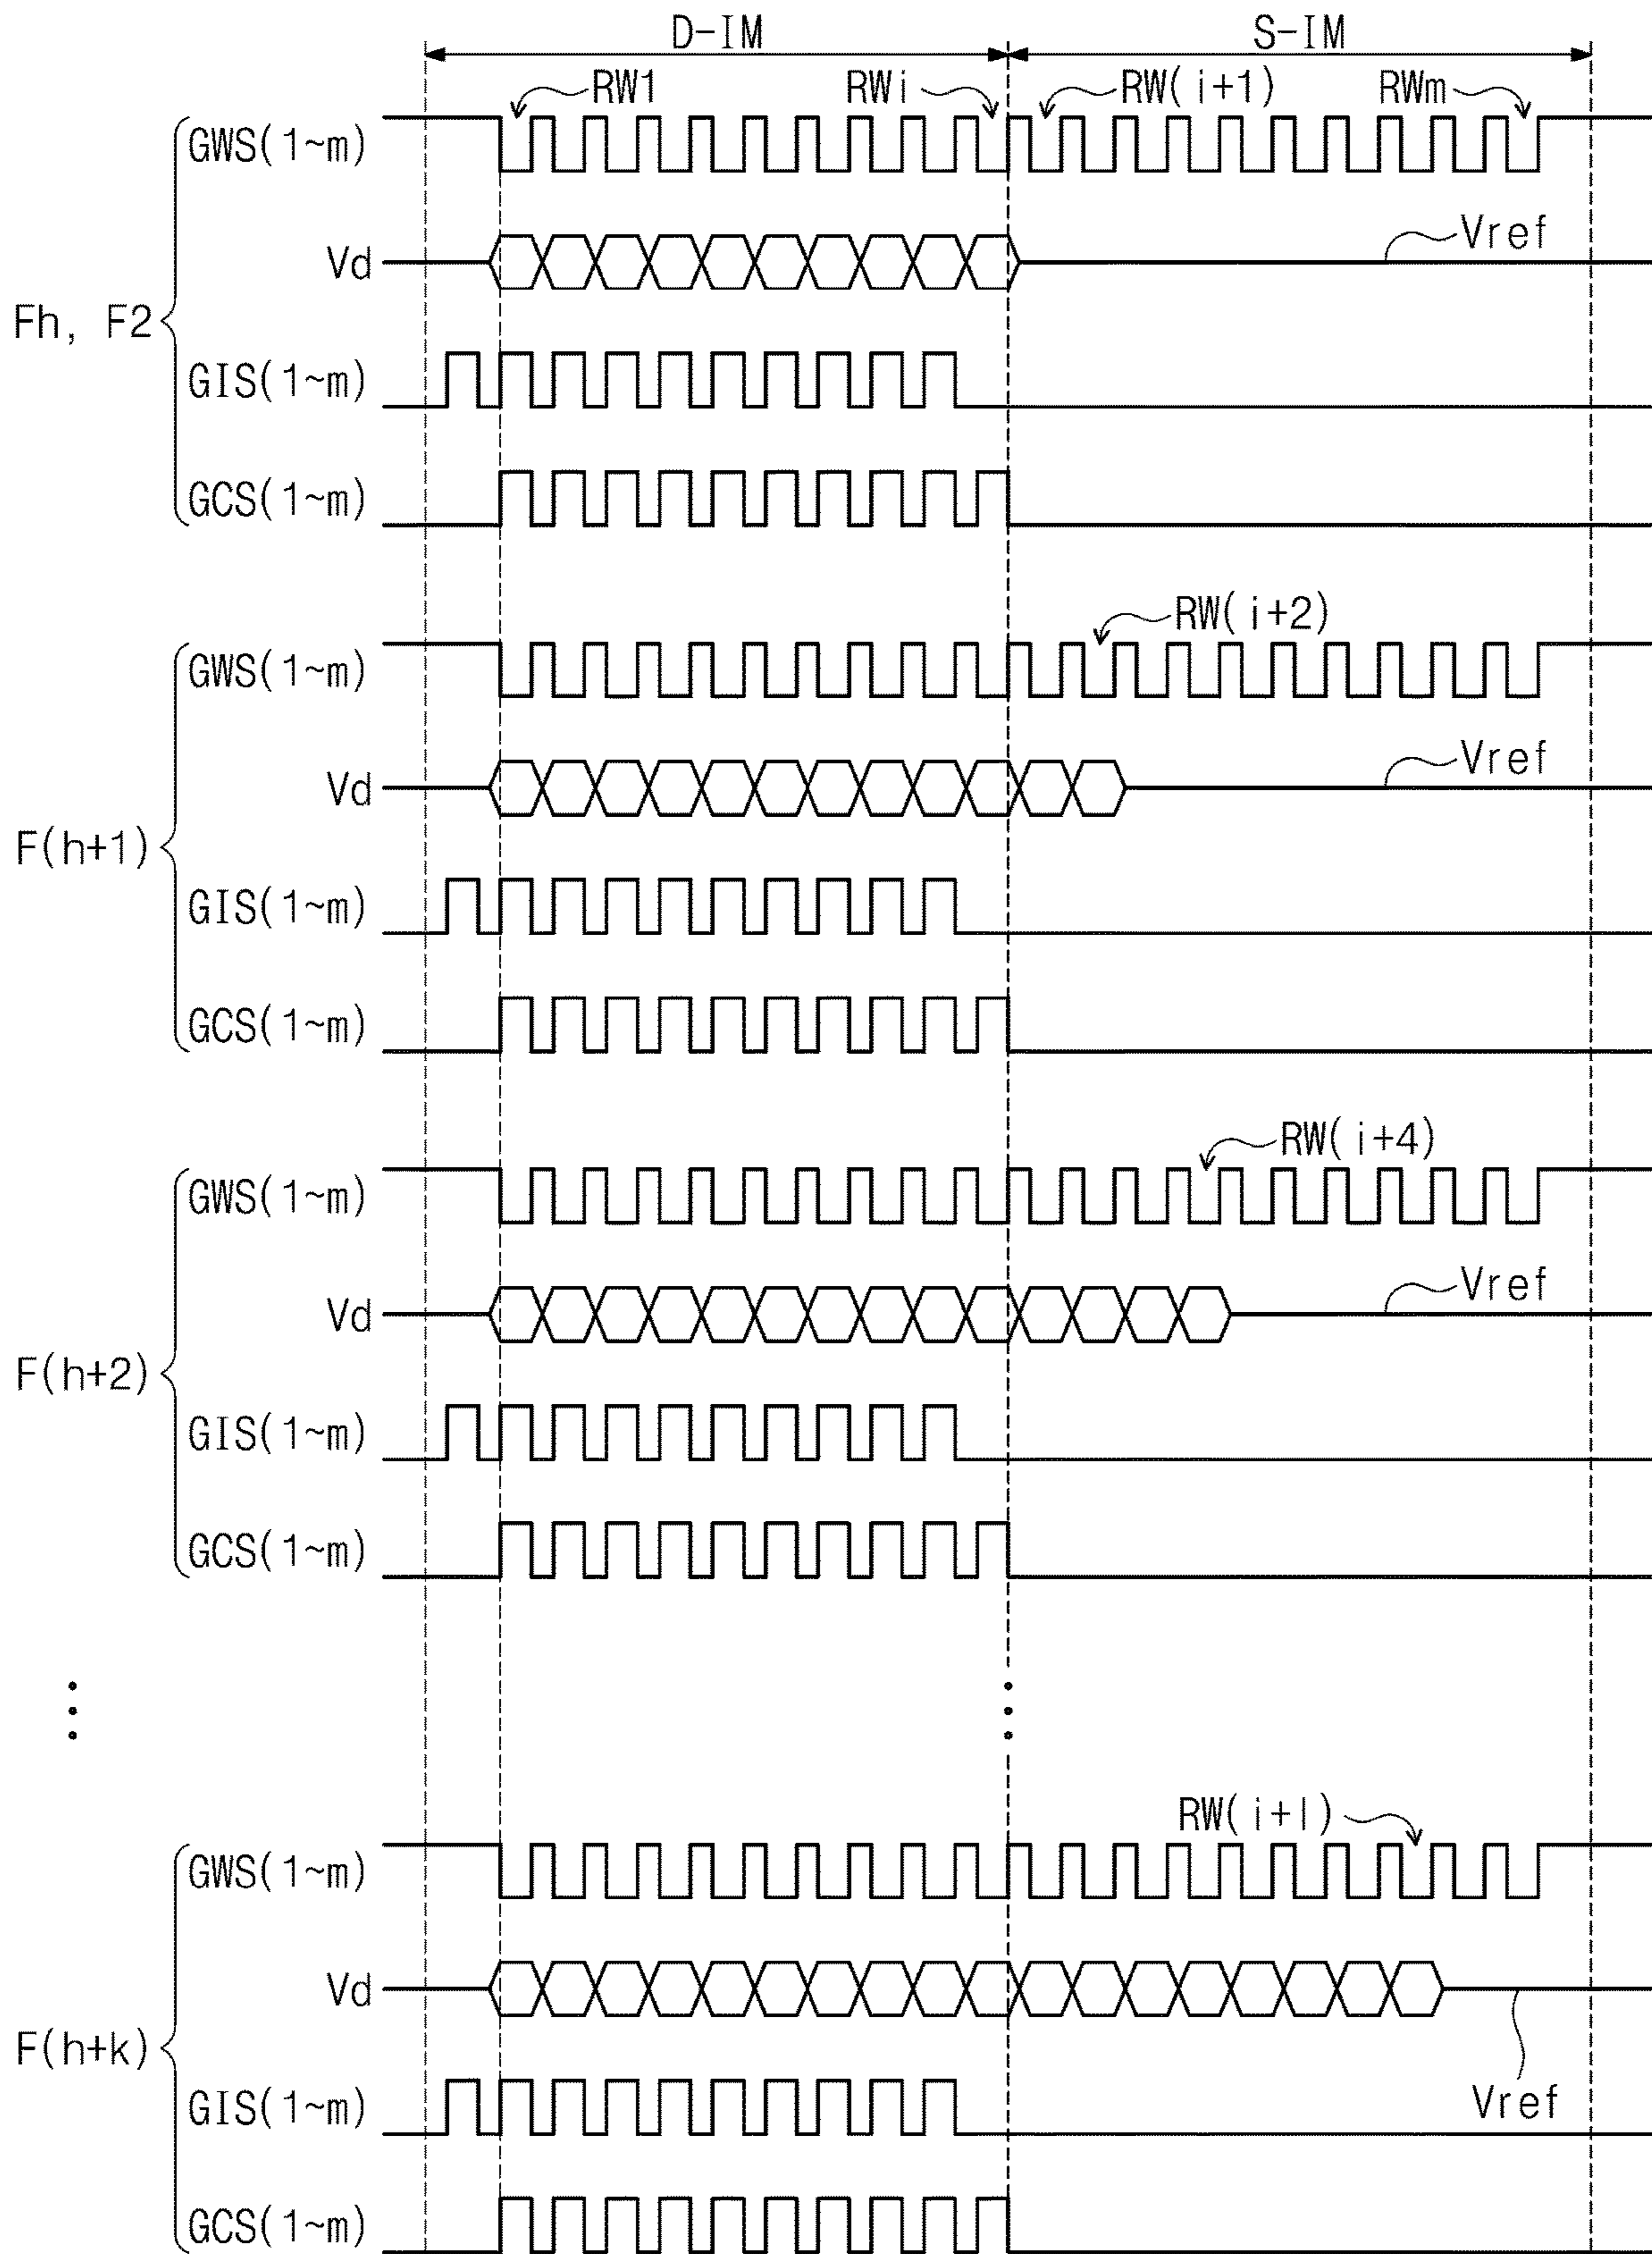 D-IM S-IM
RW1 RWi RW(i+1) RWm
GWS(1~m)
Vd Vref
Fh, F2
GIS(1~m)
GCS(1~m)
RW(i+2)
GWS(1~m)
Vd Vref
F(h+1)
GIS(1~m)
GCS(1~m)
RW(i+4)
GWS(1~m)
Vd Vref
F(h+2)
GIS(1~m)
GCS(1~m)
RW(i+l)
GWS(1~m)
Vd
F(h+k)
Vref
GIS(1~m)
GCS(1~m)